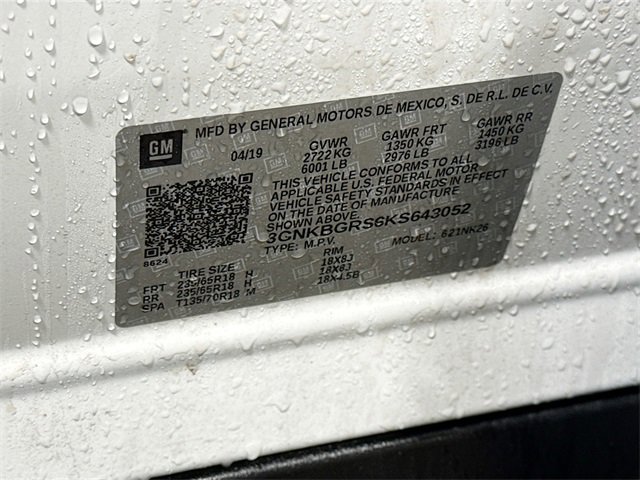 GM
MFD BY GENERAL MOTORS DE MEXICO, S. DE R.L. DE C.V.
04/19 GVWR GAWR FRT GAWR RR
2722 KG 1350 KG 1450 KG
6001 LB 2976 LB 3196 LB
THIS VEHICLE CONFORMS TO ALL
APPLICABLE U.S. FEDERAL MOTOR
VEHICLE SAFETY STANDARDS IN EFFECT
ON THE DATE OF MANUFACTURE
SHOWN ABOVE.
3GNKBGRS6KS643052
TYPE: M.P.V. MODEL: 621NK26
8624
TIRE SIZE RIM
FRT 235/65R18 H 18X8J
RR 235/65R18 H 18X8J
SPA T135/70R18 M 18X4.5B